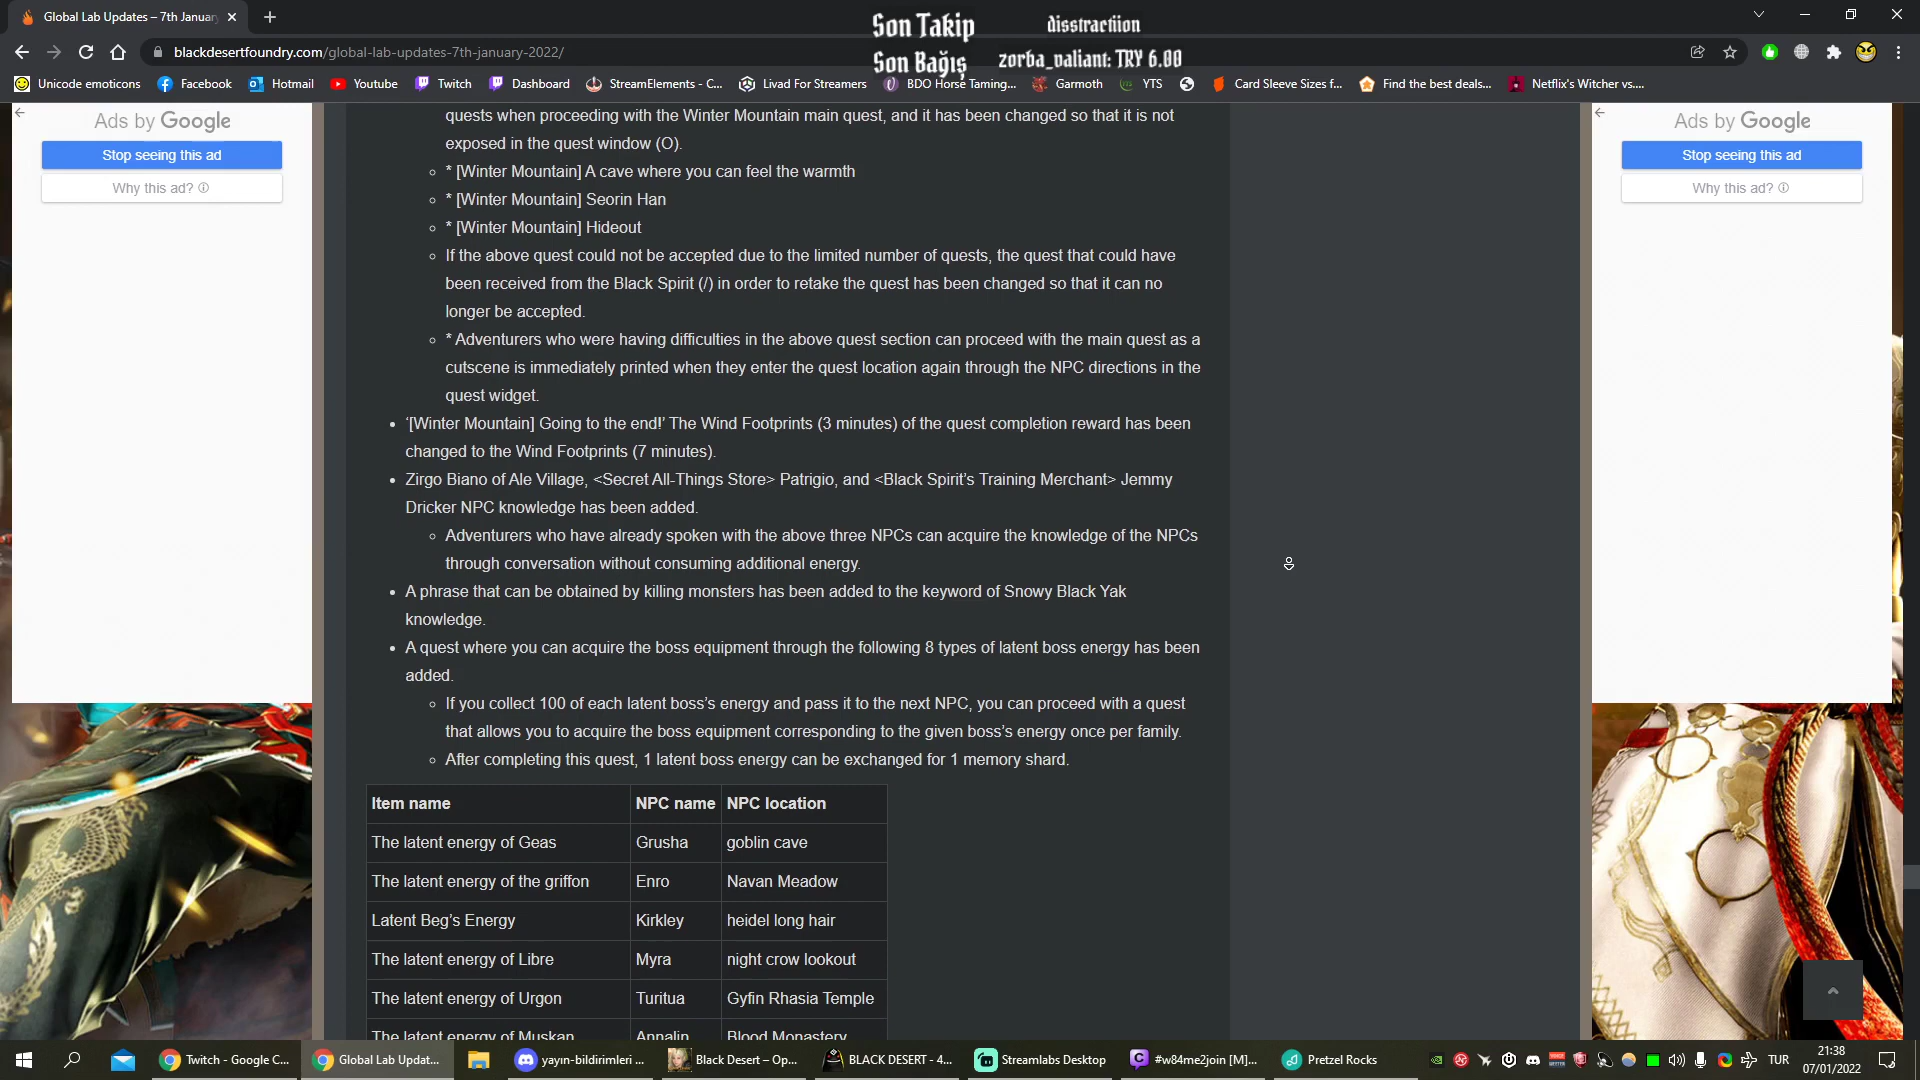 Global Lab Updates – 7th Januar
Son Takip
disstractiion
Son Bağış
zorba_valiant: TRY 6.00
blackdesertfoundry.com/global-lab-updates-7th-january-2022/
Unicode emoticons
Facebook
Hotmail
Youtube
Twitch
Dashboard
StreamElements - C...
Livad For Streamers
BDO Horse Taming...
Garmoth
YTS
Card Sleeve Sizes f...
Find the best deals...
Netflix's Witcher vs....
Ads by Google
Stop seeing this ad
Why this ad?
quests when proceeding with the Winter Mountain main quest, and it has been changed so that it is not
exposed in the quest window (O).
* [Winter Mountain] A cave where you can feel the warmth
* [Winter Mountain] Seorin Han
* [Winter Mountain] Hideout
If the above quest could not be accepted due to the limited number of quests, the quest that could have
been received from the Black Spirit (/) in order to retake the quest has been changed so that it can no
longer be accepted.
* Adventurers who were having difficulties in the above quest section can proceed with the main quest as a
cutscene is immediately printed when they enter the quest location again through the NPC directions in the
quest widget.
'[Winter Mountain] Going to the end!' The Wind Footprints (3 minutes) of the quest completion reward has been
changed to the Wind Footprints (7 minutes).
Zirgo Biano of Ale Village, <Secret All-Things Store> Patrigio, and <Black Spirit's Training Merchant> Jemmy
Dricker NPC knowledge has been added.
Adventurers who have already spoken with the above three NPCs can acquire the knowledge of the NPCs
through conversation without consuming additional energy.
A phrase that can be obtained by killing monsters has been added to the keyword of Snowy Black Yak
knowledge.
A quest where you can acquire the boss equipment through the following 8 types of latent boss energy has been
added.
If you collect 100 of each latent boss's energy and pass it to the next NPC, you can proceed with a quest
that allows you to acquire the boss equipment corresponding to the given boss's energy once per family.
After completing this quest, 1 latent boss energy can be exchanged for 1 memory shard.
Item name NPC name NPC location
The latent energy of Geas Grusha goblin cave
The latent energy of the griffon Enro Navan Meadow
Latent Beg's Energy Kirkley heidel long hair
The latent energy of Libre Myra night crow lookout
The latent energy of Urgon Turitua Gyfin Rhasia Temple
The latent energy of Muskan Annalin Blood Monastery
Ads by Google
Stop seeing this ad
Why this ad?
Twitch - Google C...
Global Lab Updat...
yayın-bildirimleri ...
Black Desert – Op...
BLACK DESERT - 4...
Streamlabs Desktop
#w84me2join [M]...
Pretzel Rocks
TUR
21:38
07/01/2022